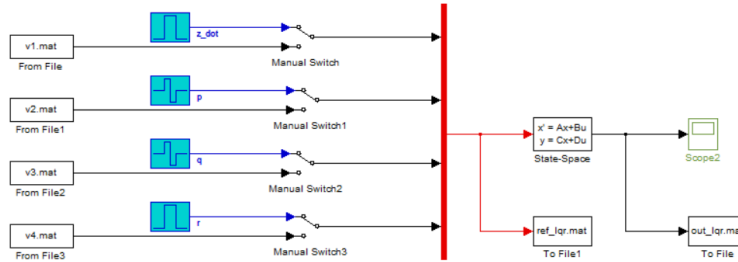 z_dot
v1.mat
From File
Manual Switch
p
v2.mat
From File1
Manual Switch1
x' = Ax+Bu
y = Cx+Du
State-Space
Scope2
q
v3.mat
From File2
Manual Switch2
r
v4.mat
From File3
Manual Switch3
ref_lqr.mat
To File1
out_lqr.ma
To File